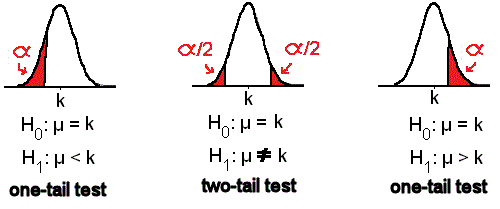 α
k
H₀: μ = k
H₁: μ < k
one-tail test
α/2
α/2
k
H₀: μ = k
H₁: μ ≠ k
two-tail test
α
k
H₀: μ = k
H₁: μ > k
one-tail test